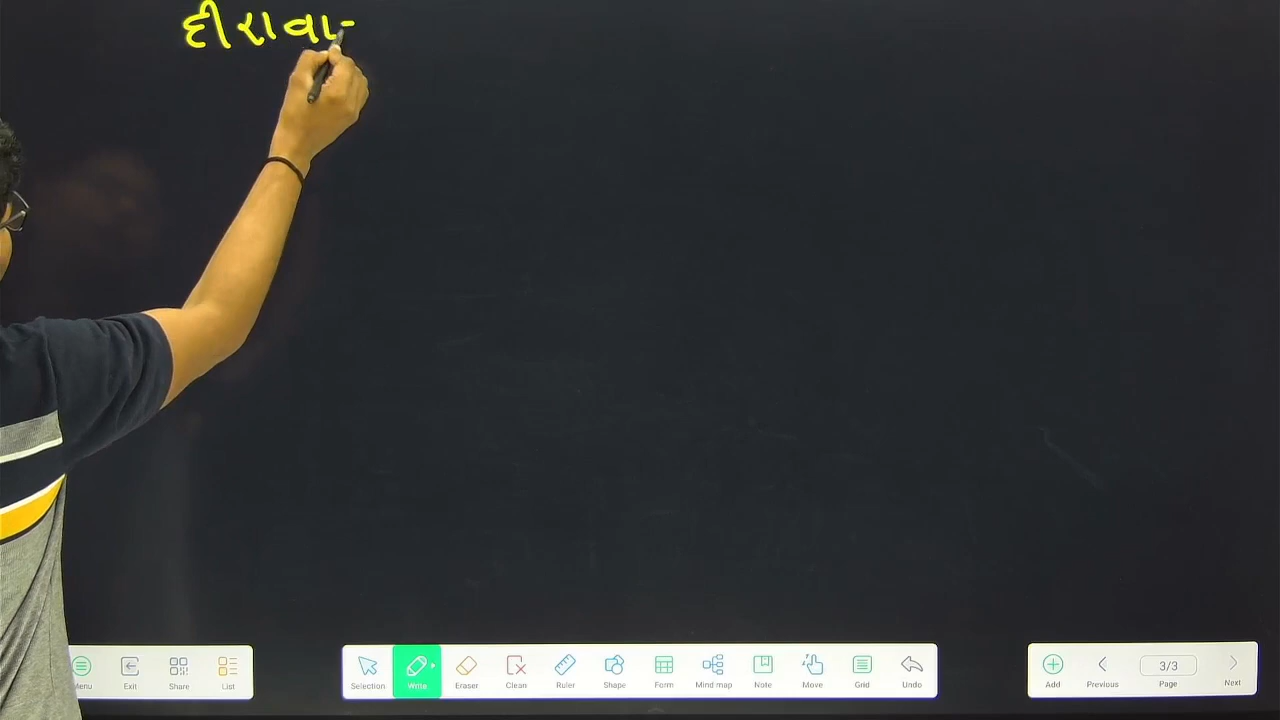 દીરાવા-
Menu Exit Share List Selection Write Eraser Clean Ruler Shape Form Mind map Note Move Grid Undo Add Previous 3/3 Page Next